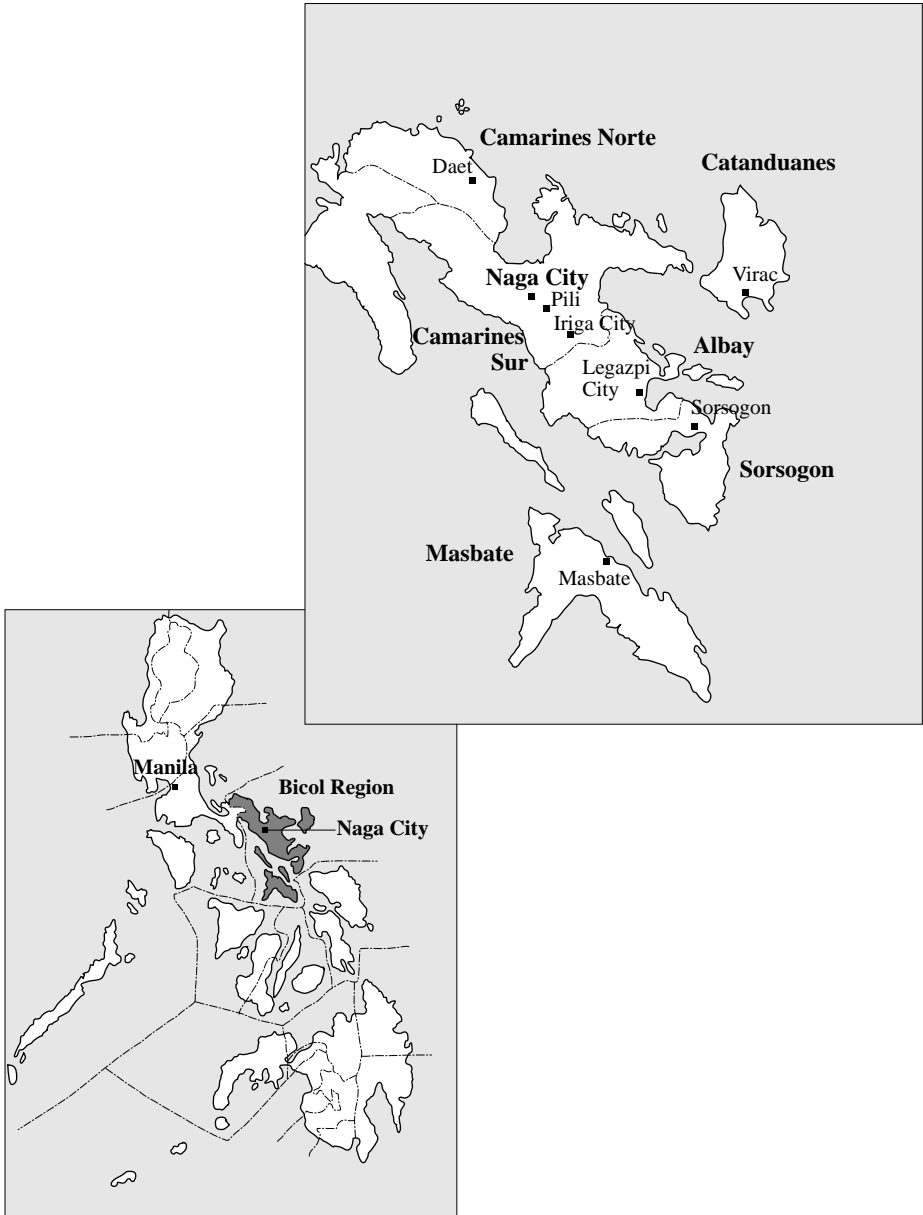 Camarines Norte
Daet
Catanduanes
Virac
Naga City
Pili
Iriga City
Camarines
Sur
Albay
Legazpi
City
Sorsogon
Sorsogon
Masbate
Masbate
Manila
Bicol Region
Naga City